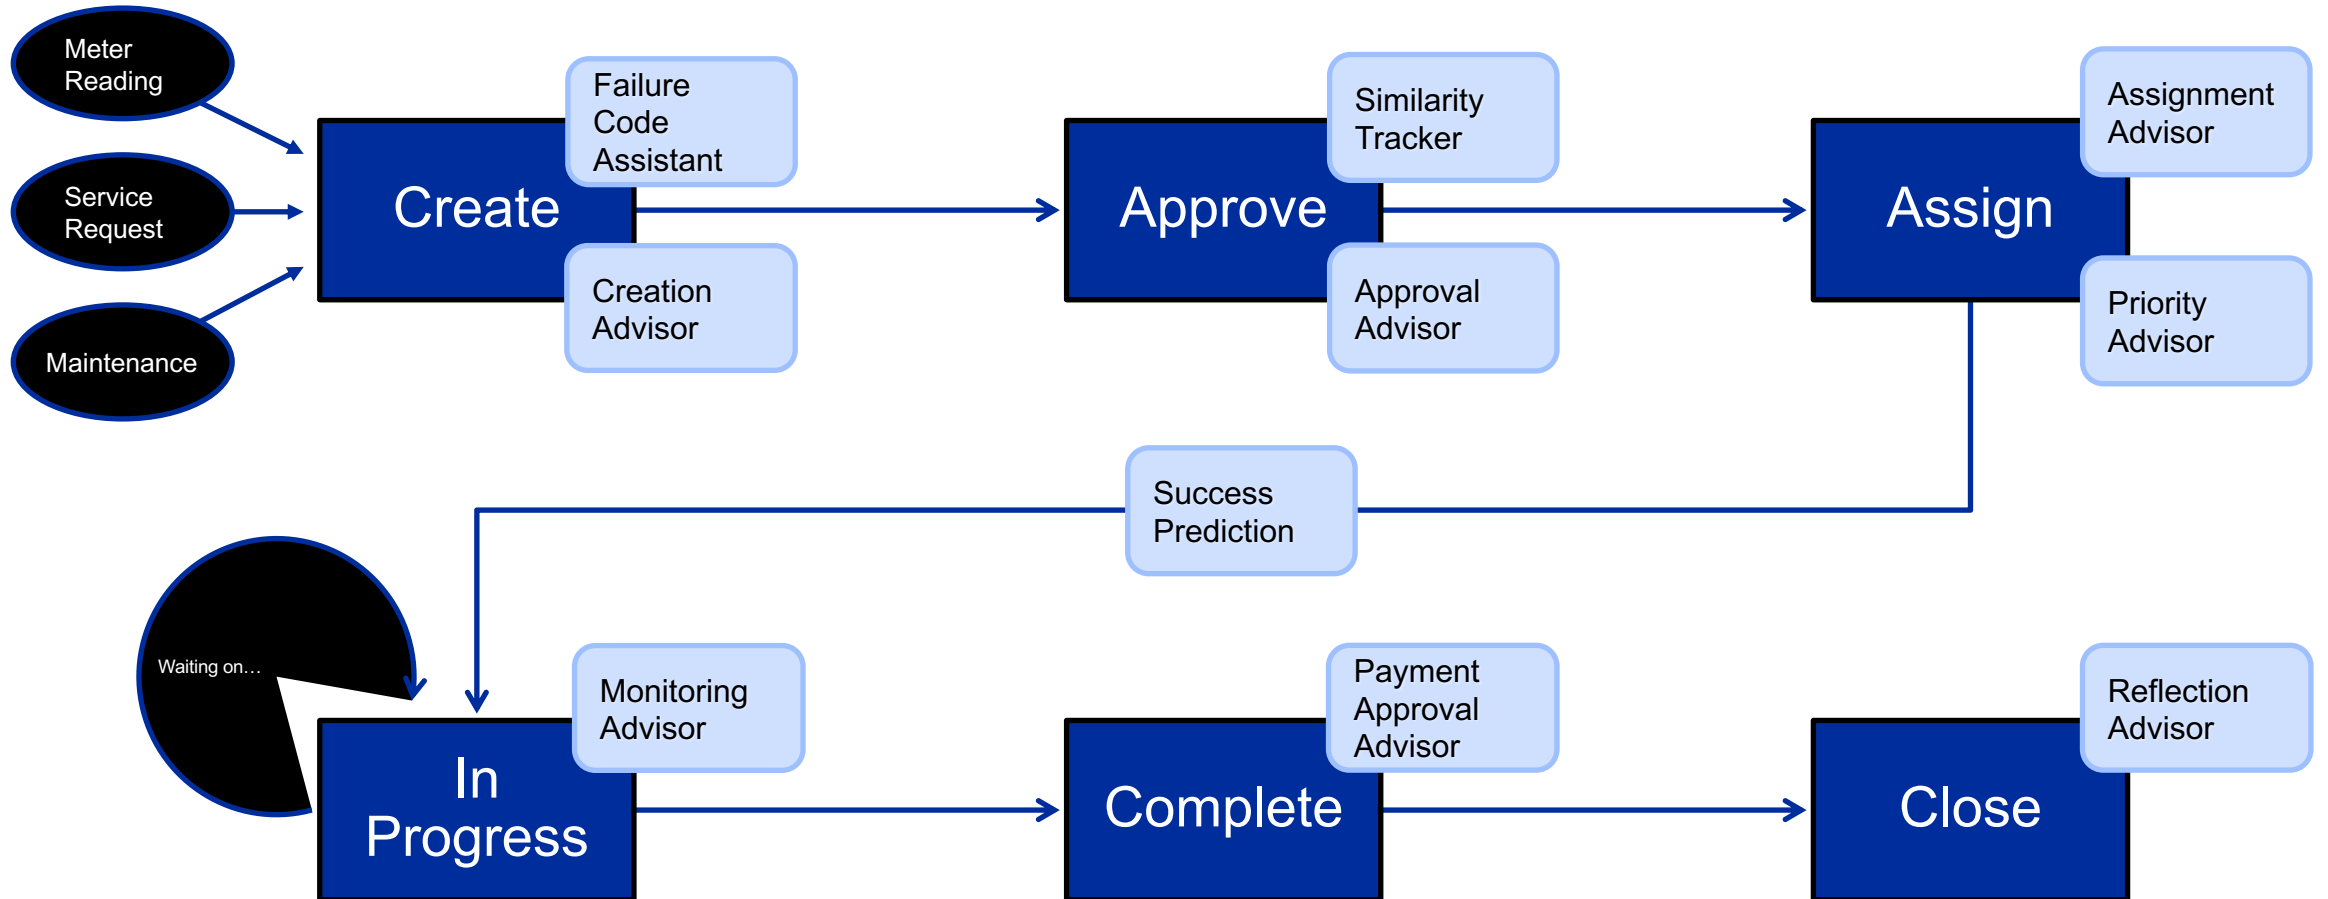 Meter
Reading
Service
Request
Maintenance
Create
Failure
Code
Assistant
Creation
Advisor
Approve
Similarity
Tracker
Approval
Advisor
Assign
Assignment
Advisor
Priority
Advisor
Success
Prediction
Waiting on…
In
Progress
Monitoring
Advisor
Complete
Payment
Approval
Advisor
Close
Reflection
Advisor